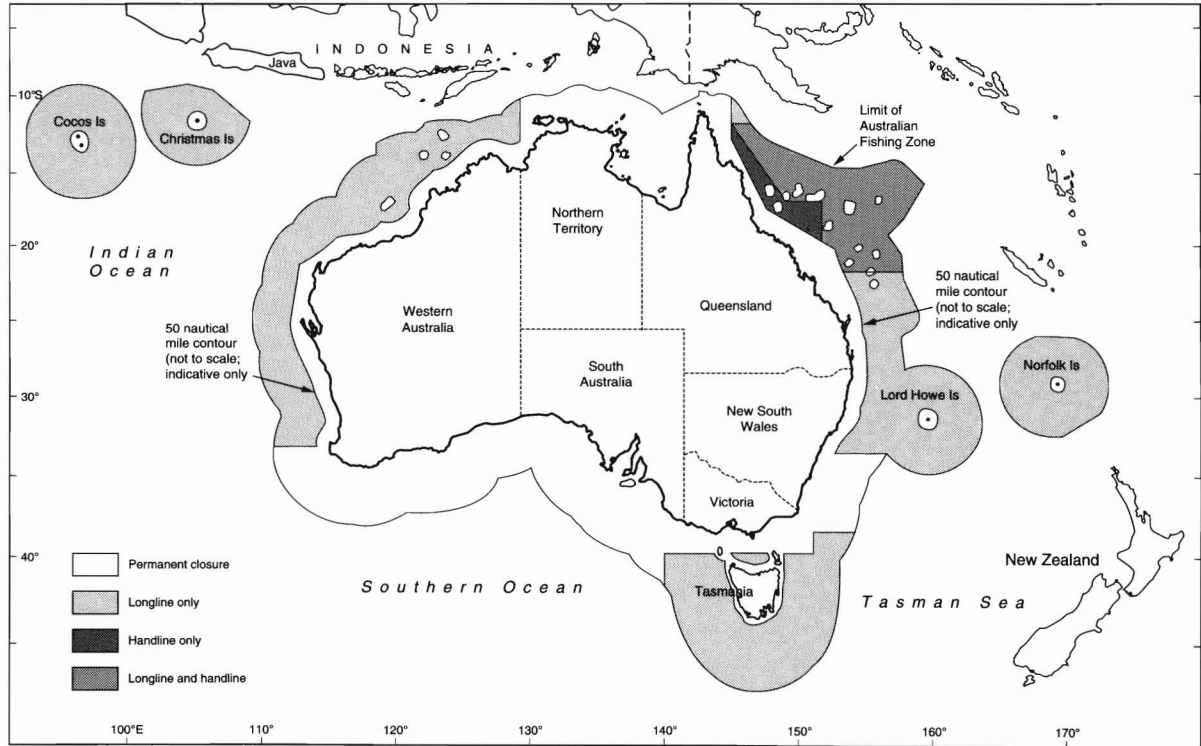 I N D O N E S I A
Java
10°S
Cocos Is
Christmas Is
Limit of
Australian
Fishing Zone
Northern
Territory
20°
Indian
Ocean
50 nautical
mile contour
(not to scale;
indicative only
Western
Australia
Queensland
50 nautical
mile contour
(not to scale;
indicative only
South
Australia
Norfolk Is
30°
New South
Wales
Lord Howe Is
Victoria
40°
Permanent closure
Longline only
Handline only
Longline and handline
Southern Ocean
Tasmania
Tasman Sea
New Zealand
100°E
110°
120°
130°
140°
150°
160°
170°